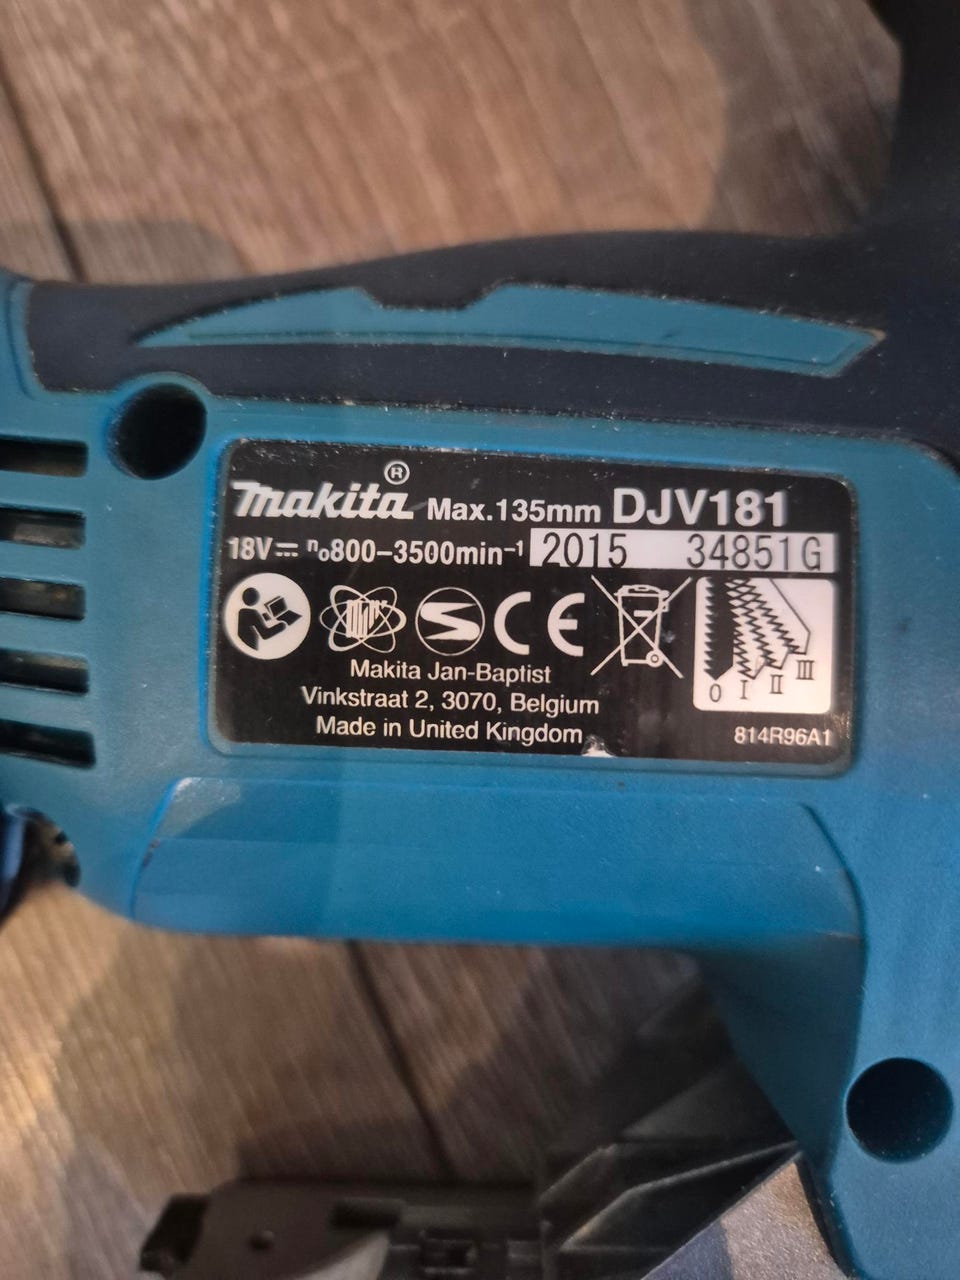 makita® Max.135mm DJV181
18V⎓ n₀800–3500min⁻¹ 2015 34851G
CE
0 I II III
Makita Jan-Baptist
Vinkstraat 2, 3070, Belgium
Made in United Kingdom
814R96A1